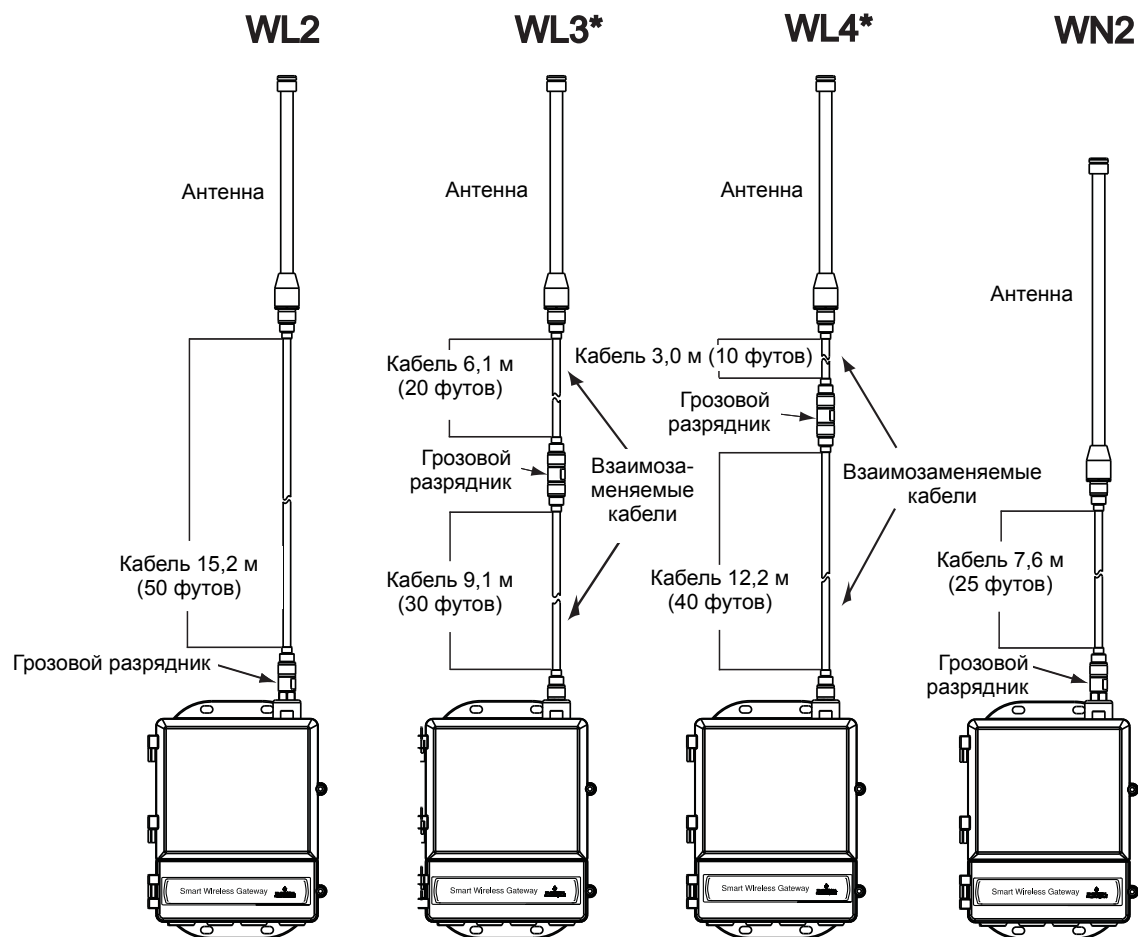 WL2
WL3*
WL4*
WN2
Антенна
Антенна
Антенна
Антенна
Кабель 6,1 м
(20 футов)
Кабель 3,0 м (10 футов)
Грозовой
разрядник
Грозовой
разрядник
Взаимоза-
меняемые
кабели
Взаимозаменяемые
кабели
Кабель 15,2 м
(50 футов)
Кабель 9,1 м
(30 футов)
Кабель 12,2 м
(40 футов)
Кабель 7,6 м
(25 футов)
Грозовой разрядник
Грозовой
разрядник
Smart Wireless Gateway
Smart Wireless Gateway
Smart Wireless Gateway
Smart Wireless Gateway